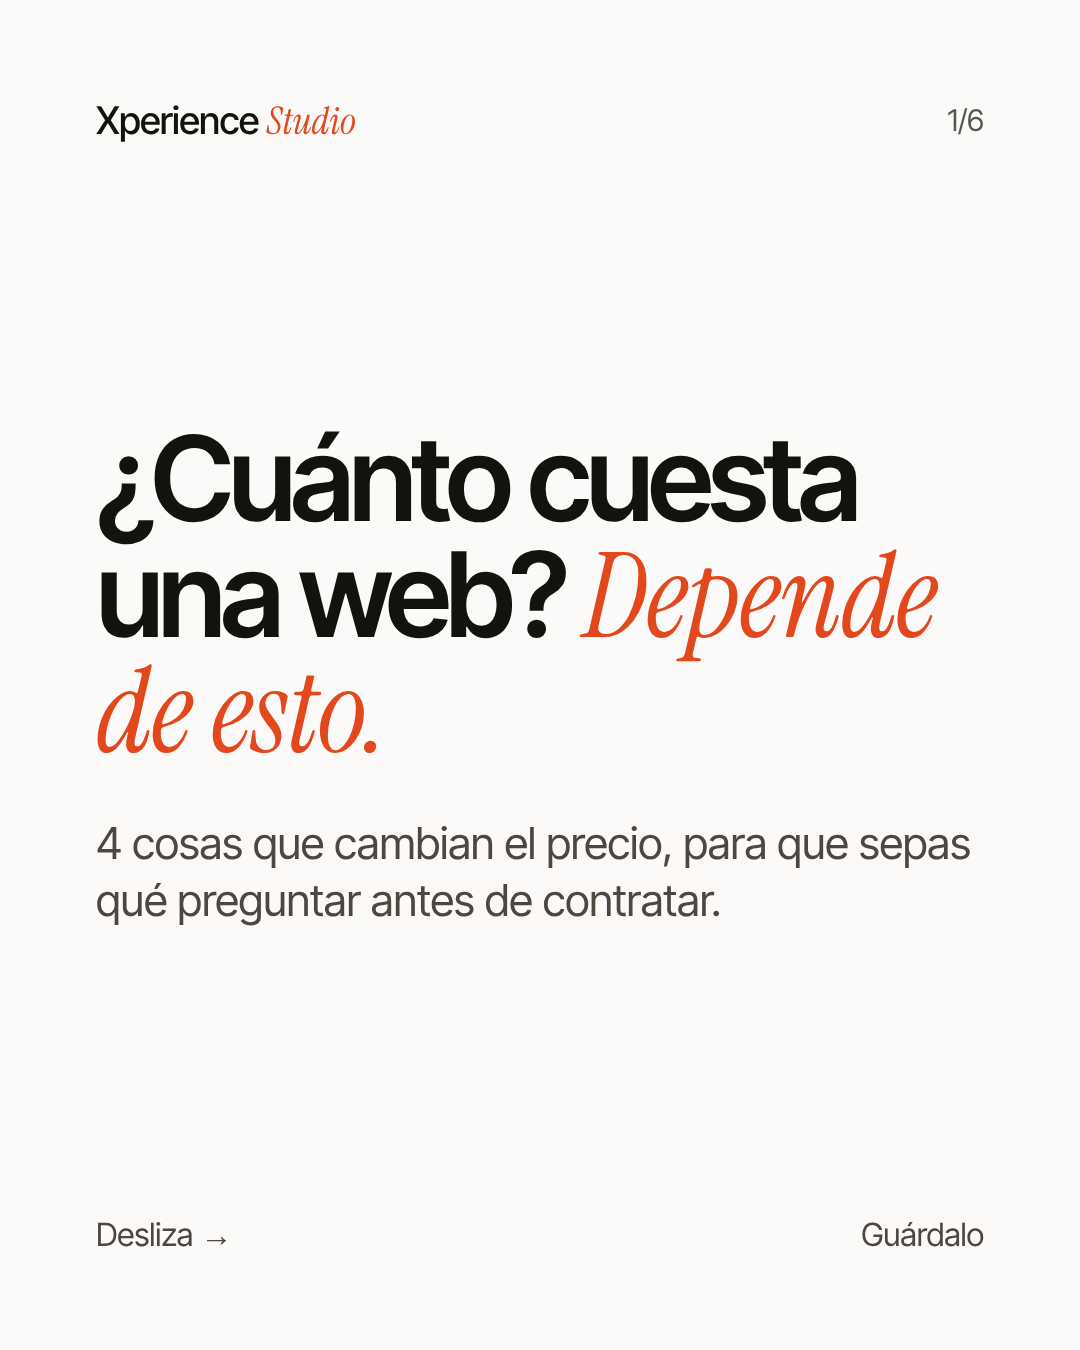 Xperience Studio
1/6
¿Cuánto cuesta
una web? Depende
de esto.
4 cosas que cambian el precio, para que sepas
qué preguntar antes de contratar.
Desliza →
Guárdalo